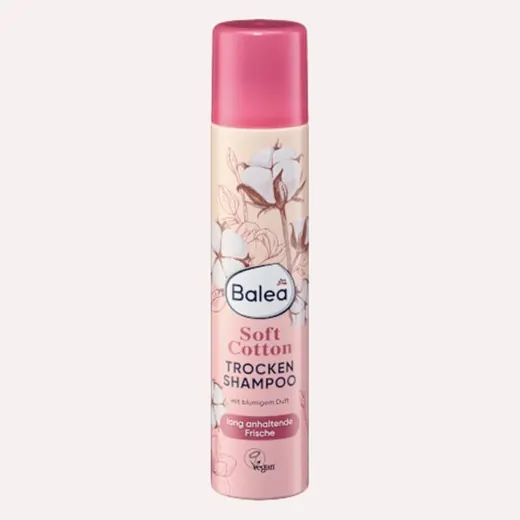 Balea
Soft
Cotton
TROCKEN
SHAMPOO
mit blumigem Duft
lang anhaltende
Frische
vegan